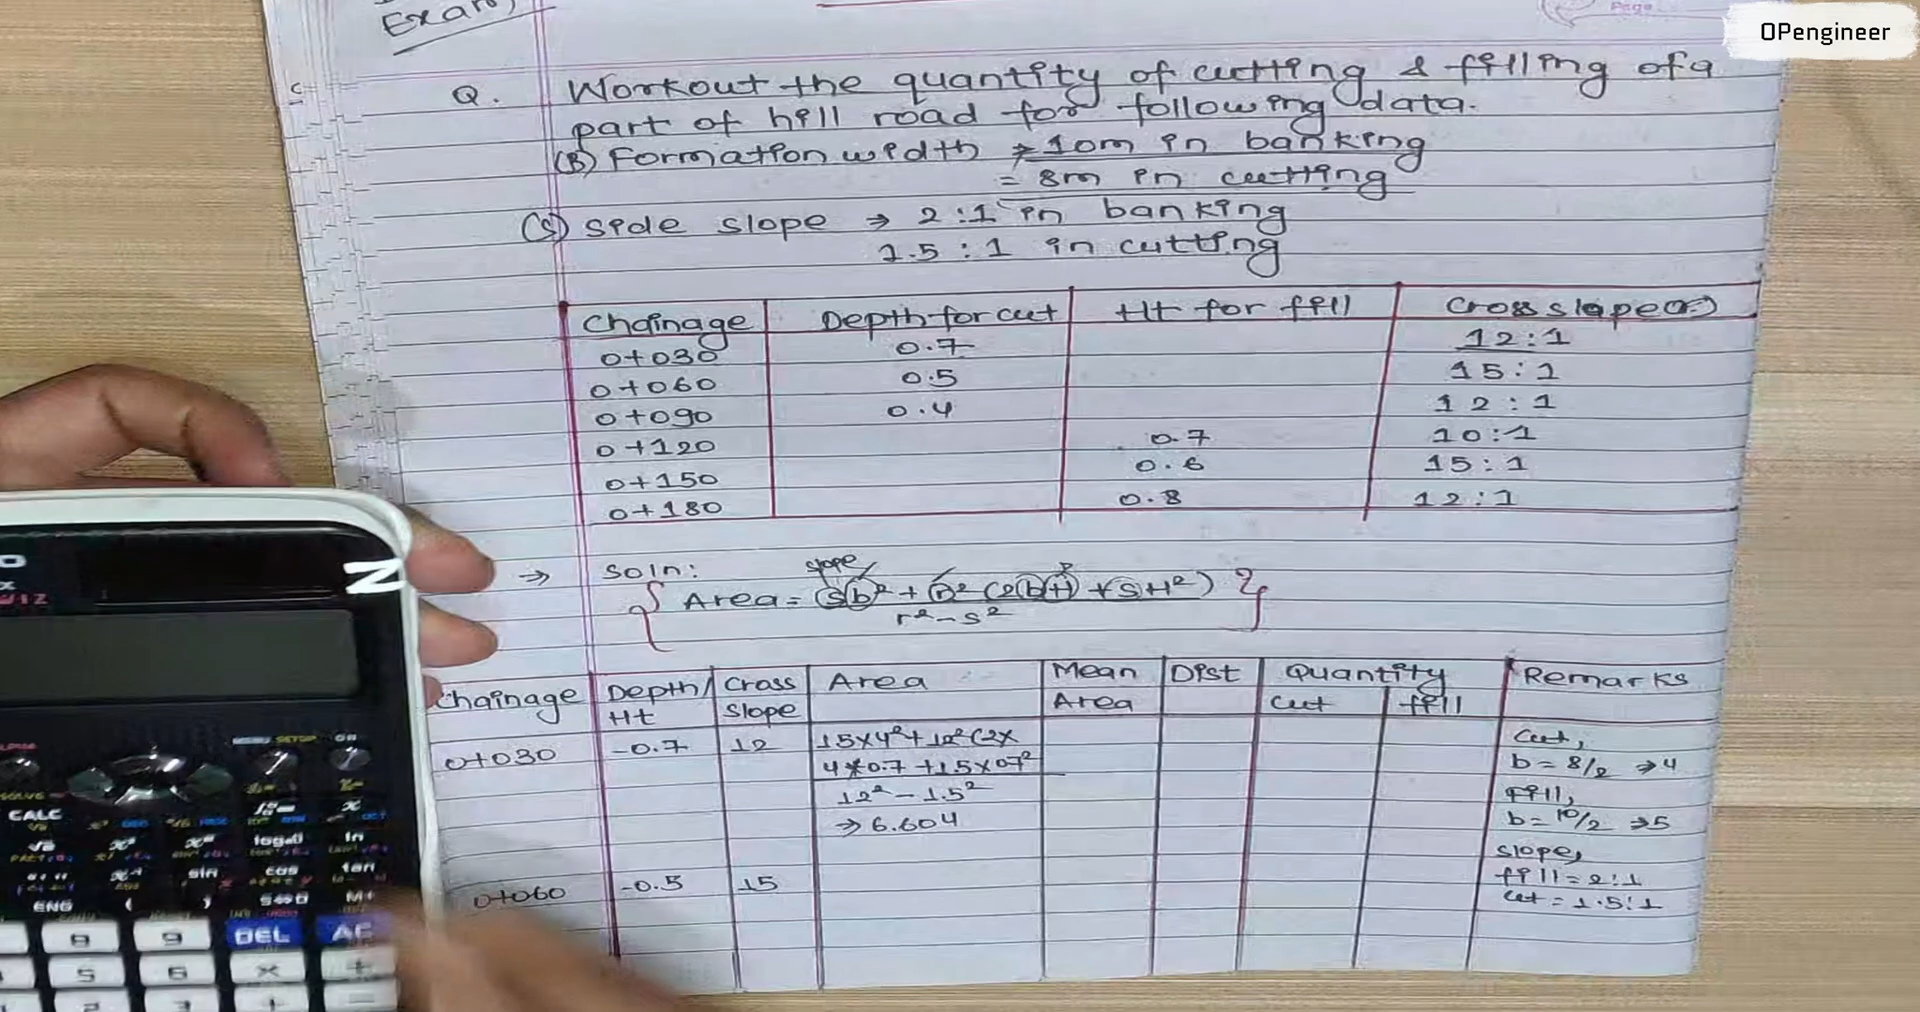 Exam)
Page
OPengineer
Q. Workout the quantity of cutting & filling of a
part of hill road for following data.
(B) Formation width → 10m in banking
= 8m in cutting
(S) side slope → 2:1 in banking
1.5:1 in cutting
Chainage Depth for cut Ht for fill Cross slope(r)
0+030 0.7 12:1
0+060 0.5 15:1
0+090 0.4 12:1
0+120 0.7 10:1
0+150 0.6 15:1
0+180 0.8 12:1
→ Soln: slope
{ Area = (sb² + r² (2bH + sH²) }
r² - s²
Chainage Depth/ Cross Area Mean Dist Quantity Remarks
Ht slope Area cut fill
0+030 -0.7 12 1.5×4²+12²(2× cut,
4×0.7+1.5×0.7² b = 8/2 → 4
12² - 1.5² fill,
→ 6.604 b = 10/2 → 5
slope,
0+060 -0.5 15 fill = 2:1
cut = 1.5:1
CALC
ENG
sin cos tan
S⇔D M+
8 9 DEL AC
5 6 × ÷